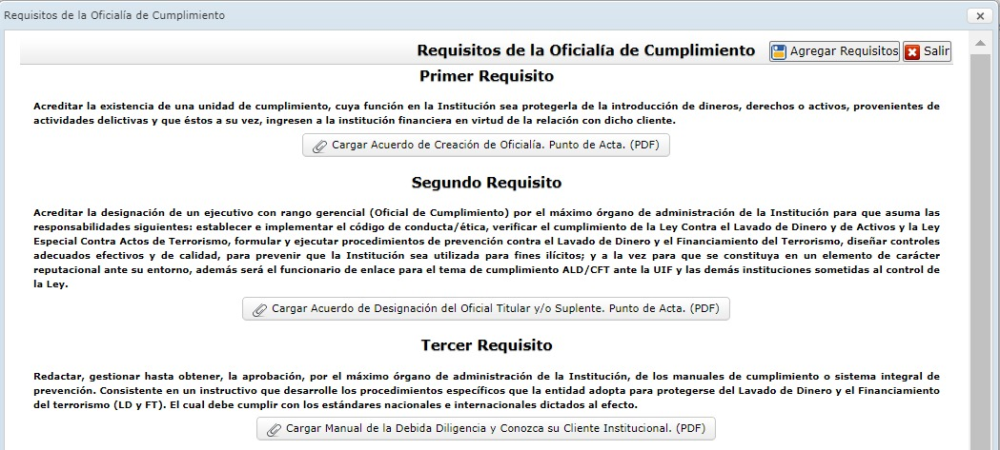 Requisitos de la Oficialía de Cumplimiento
Requisitos de la Oficialía de Cumplimiento Agregar Requisitos Salir
Primer Requisito
Acreditar la existencia de una unidad de cumplimiento, cuya función en la Institución sea protegerla de la introducción de dineros, derechos o activos, provenientes de
actividades delictivas y que éstos a su vez, ingresen a la institución financiera en virtud de la relación con dicho cliente.
Cargar Acuerdo de Creación de Oficialía. Punto de Acta. (PDF)
Segundo Requisito
Acreditar la designación de un ejecutivo con rango gerencial (Oficial de Cumplimiento) por el máximo órgano de administración de la Institución para que asuma las
responsabilidades siguientes: establecer e implementar el código de conducta/ética, verificar el cumplimiento de la Ley Contra el Lavado de Dinero y de Activos y la Ley
Especial Contra Actos de Terrorismo, formular y ejecutar procedimientos de prevención contra el Lavado de Dinero y el Financiamiento del Terrorismo, diseñar controles
adecuados efectivos y de calidad, para prevenir que la Institución sea utilizada para fines ilícitos; y a la vez para que se constituya en un elemento de carácter
reputacional ante su entorno, además será el funcionario de enlace para el tema de cumplimiento ALD/CFT ante la UIF y las demás instituciones sometidas al control de
la Ley.
Cargar Acuerdo de Designación del Oficial Titular y/o Suplente. Punto de Acta. (PDF)
Tercer Requisito
Redactar, gestionar hasta obtener, la aprobación, por el máximo órgano de administración de la Institución, de los manuales de cumplimiento o sistema integral de
prevención. Consistente en un instructivo que desarrolle los procedimientos específicos que la entidad adopta para protegerse del Lavado de Dinero y el Financiamiento
del terrorismo (LD y FT). El cual debe cumplir con los estándares nacionales e internacionales dictados al efecto.
Cargar Manual de la Debida Diligencia y Conozca su Cliente Institucional. (PDF)